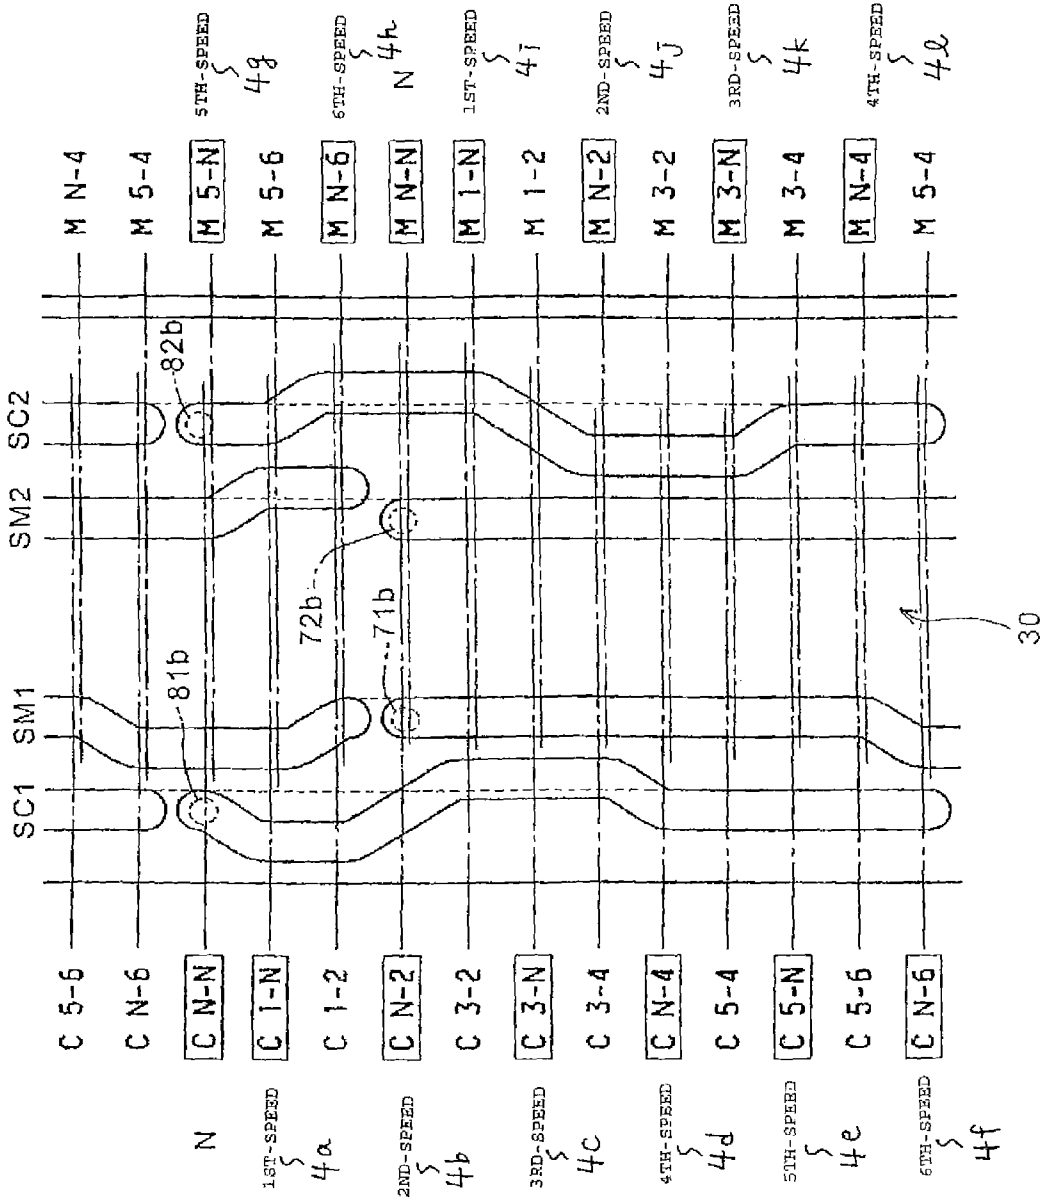 SC1
SM1
SM2
SC2
81b
71b
72b
82b
30
C 5-6
C N-6
C N-N
C 1-N
C 1-2
C N-2
C 3-2
C 3-N
C 3-4
C N-4
C 5-4
C 5-N
C 5-6
C N-6
N
1ST-SPEED
4a
2ND-SPEED
4b
3RD-SPEED
4c
4TH-SPEED
4d
5TH-SPEED
4e
6TH-SPEED
4f
M N-4
M 5-4
M 5-N
M 5-6
M N-6
M N-N
M 1-N
M 1-2
M N-2
M 3-2
M 3-N
M 3-4
M N-4
M 5-4
5TH-SPEED
4g
6TH-SPEED
4h
N
1ST-SPEED
4i
2ND-SPEED
4j
3RD-SPEED
4k
4TH-SPEED
4l